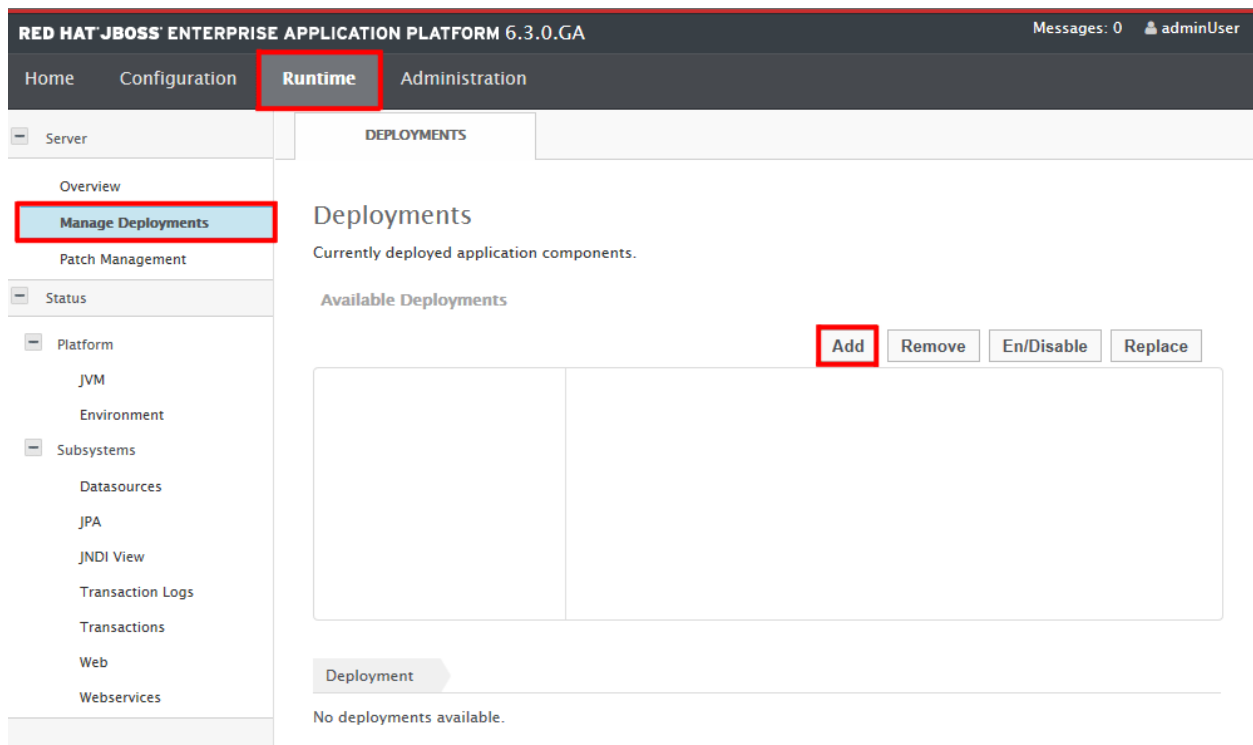 RED HAT JBOSS ENTERPRISE APPLICATION PLATFORM 6.3.0.GA
Messages: 0 adminUser
Home Configuration Runtime Administration
Server
Overview
Manage Deployments
Patch Management
Status
Platform
JVM
Environment
Subsystems
Datasources
JPA
JNDI View
Transaction Logs
Transactions
Web
Webservices
DEPLOYMENTS
Deployments
Currently deployed application components.
Available Deployments
Add Remove En/Disable Replace
Deployment
No deployments available.